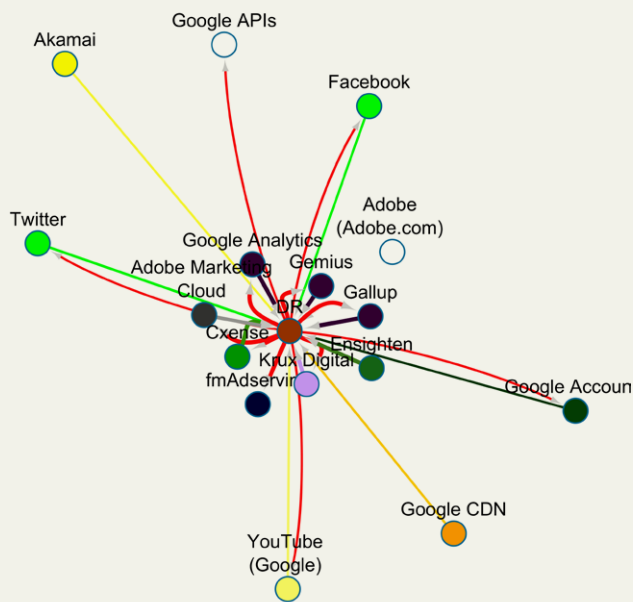 Google APIs
Akamai
Facebook
Adobe
(Adobe.com)
Twitter
Google Analytics
Gemius
Adobe Marketing
Cloud
Gallup
DR
Cxense
Ensighten
Krux Digital
fmAdservin
Google Accoun
Google CDN
YouTube
(Google)